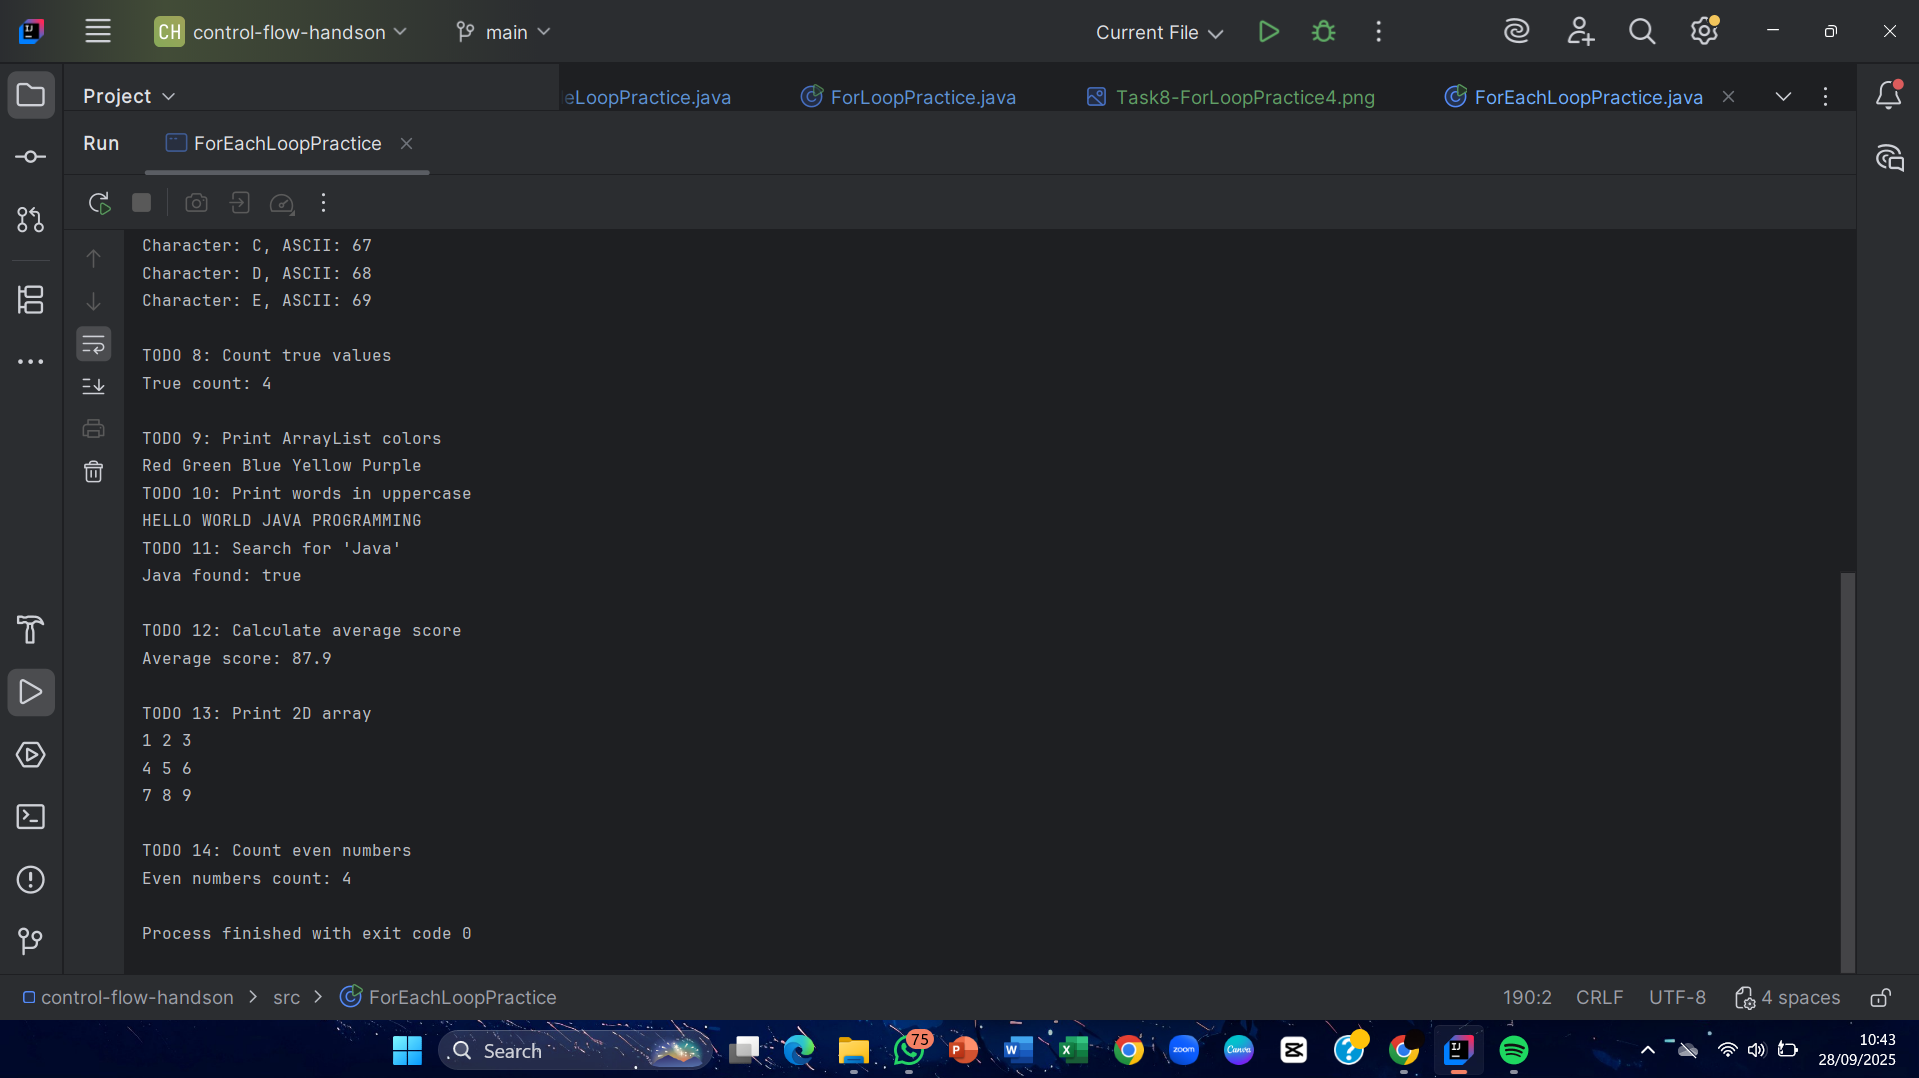 CH control-flow-handson main Current File
Project eLoopPractice.java ForLoopPractice.java Task8-ForLoopPractice4.png ForEachLoopPractice.java
Run ForEachLoopPractice
Character: C, ASCII: 67
Character: D, ASCII: 68
Character: E, ASCII: 69
TODO 8: Count true values
True count: 4
TODO 9: Print ArrayList colors
Red Green Blue Yellow Purple
TODO 10: Print words in uppercase
HELLO WORLD JAVA PROGRAMMING
TODO 11: Search for 'Java'
Java found: true
TODO 12: Calculate average score
Average score: 87.9
TODO 13: Print 2D array
1 2 3
4 5 6
7 8 9
TODO 14: Count even numbers
Even numbers count: 4
Process finished with exit code 0
control-flow-handson > src > ForEachLoopPractice 190:2 CRLF UTF-8 4 spaces
Search 75 zoom Canva 10:43
28/09/2025